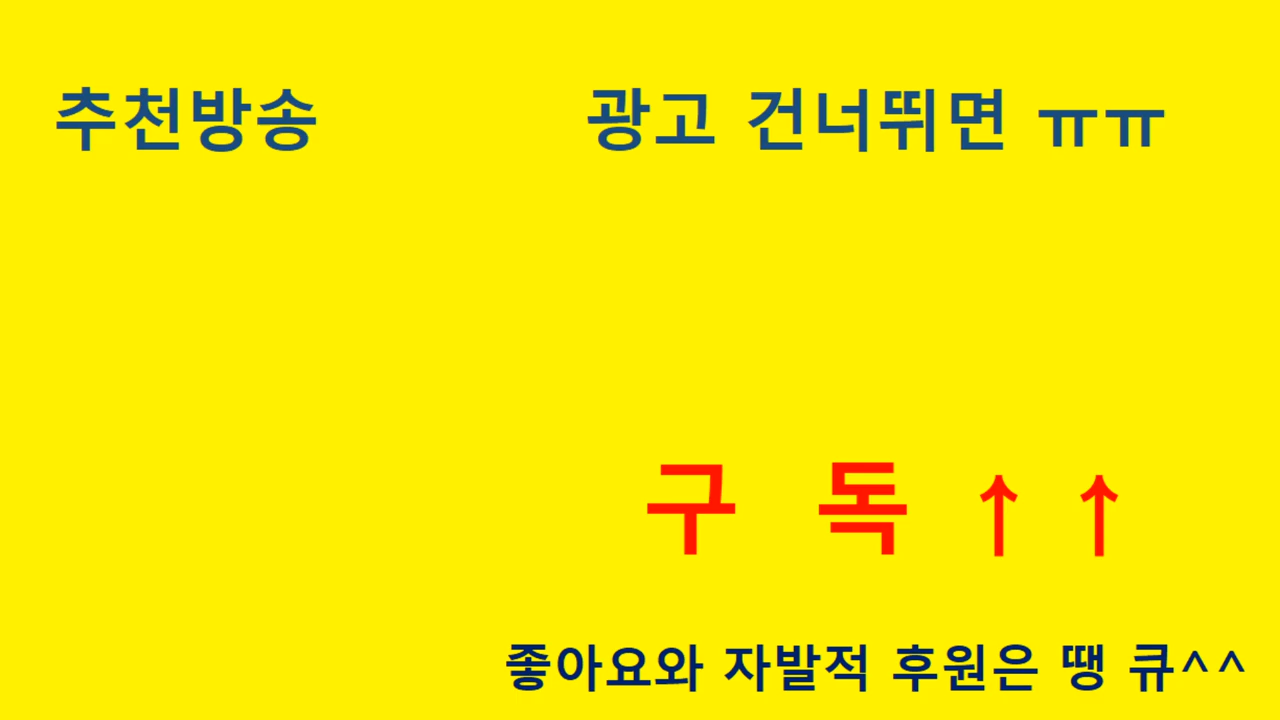 추천방송
광고 건너뛰면 ㅠㅠ
구 독 ↑ ↑
좋아요와 자발적 후원은 땡 큐^^